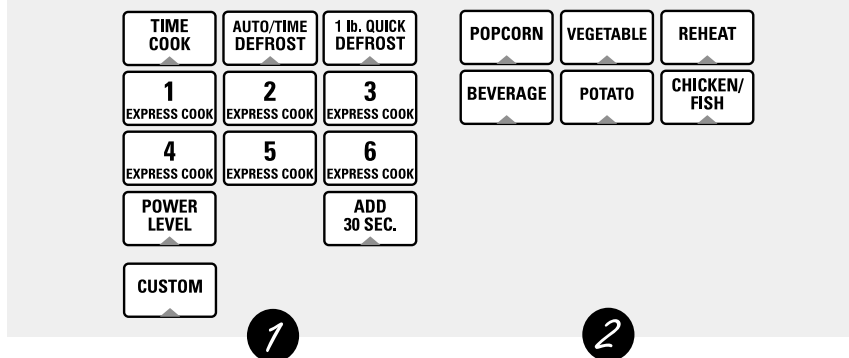 TIME
COOK
AUTO/TIME
DEFROST
1 lb. QUICK
DEFROST
1
EXPRESS COOK
2
EXPRESS COOK
3
EXPRESS COOK
4
EXPRESS COOK
5
EXPRESS COOK
6
EXPRESS COOK
POWER
LEVEL
ADD
30 SEC.
CUSTOM
1
POPCORN
VEGETABLE
REHEAT
BEVERAGE
POTATO
CHICKEN/
FISH
2